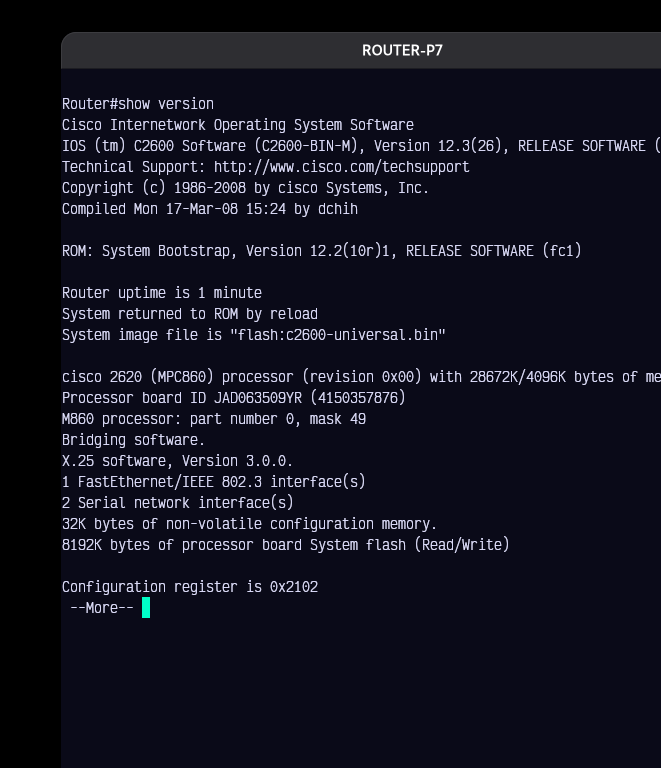 ROUTER-P7
Router#show version
Cisco Internetwork Operating System Software
IOS (tm) C2600 Software (C2600-BIN-M), Version 12.3(26), RELEASE SOFTWARE (
Technical Support: http://www.cisco.com/techsupport
Copyright (c) 1986-2008 by cisco Systems, Inc.
Compiled Mon 17-Mar-08 15:24 by dchih
ROM: System Bootstrap, Version 12.2(10r)1, RELEASE SOFTWARE (fc1)
Router uptime is 1 minute
System returned to ROM by reload
System image file is "flash:c2600-universal.bin"
cisco 2620 (MPC860) processor (revision 0x00) with 28672K/4096K bytes of me
Processor board ID JAD063509YR (4150357876)
M860 processor: part number 0, mask 49
Bridging software.
X.25 software, Version 3.0.0.
1 FastEthernet/IEEE 802.3 interface(s)
2 Serial network interface(s)
32K bytes of non-volatile configuration memory.
8192K bytes of processor board System flash (Read/Write)
Configuration register is 0x2102
--More--